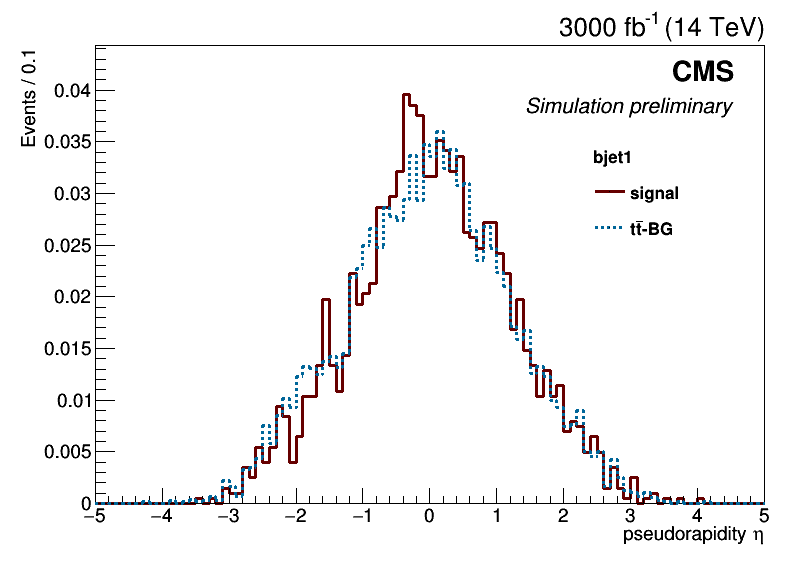 3000 fb⁻¹ (14 TeV)
Events / 0.1
CMS
Simulation preliminary
bjet1
signal
tt̄-BG
0.04
0.035
0.03
0.025
0.02
0.015
0.01
0.005
0
−5 −4 −3 −2 −1 0 1 2 3 4 5
pseudorapidity η